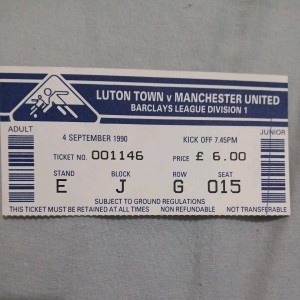 LUTON TOWN v MANCHESTER UNITED
BARCLAYS LEAGUE DIVISION 1
ADULT
JUNIOR
4 SEPTEMBER 1990 KICK OFF 7.45PM
TICKET NO. 001146 PRICE £ 6.00
STAND BLOCK ROW SEAT
E J G 015
SUBJECT TO GROUND REGULATIONS
THIS MUST BE RETAINED AT ALL TIMES NON REFUNDABLE NOT TRANSFERABLE